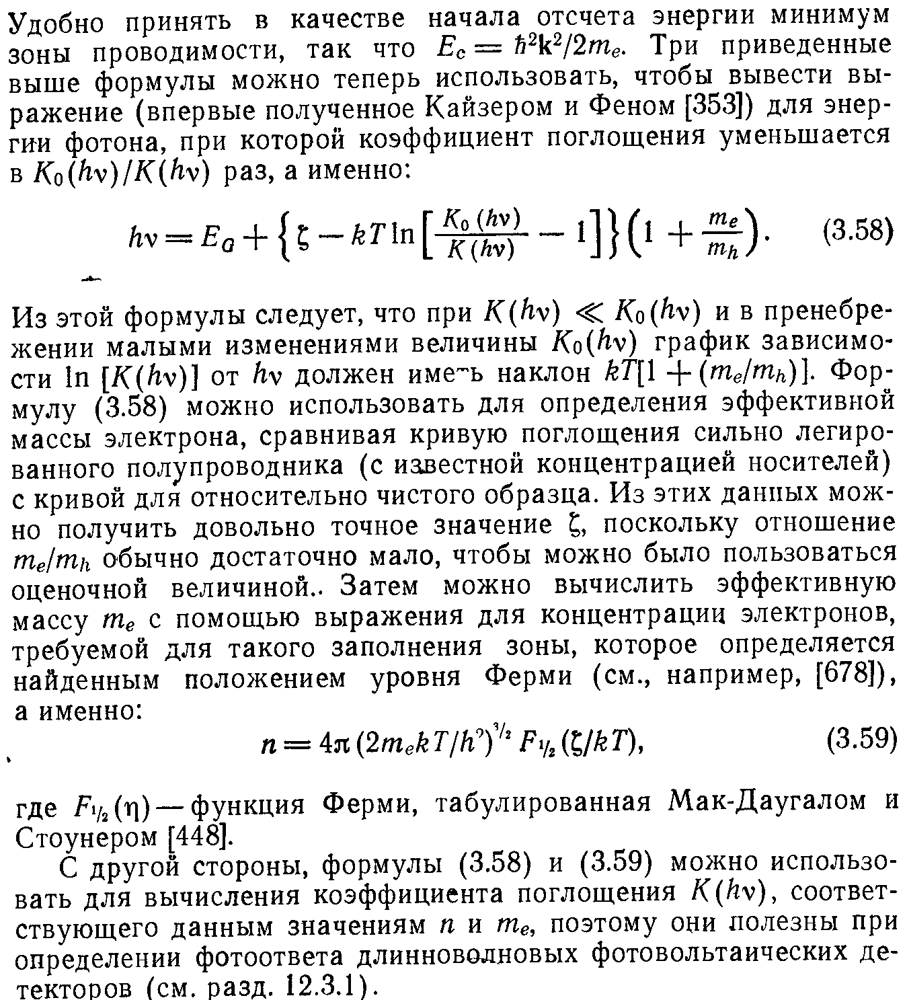 Удобно принять в качестве начала отсчета энергии минимум
зоны проводимости, так что E_c = ħ²k²/2m_e. Три приведенные
выше формулы можно теперь использовать, чтобы вывести вы-
ражение (впервые полученное Кайзером и Феном [353]) для энер-
гии фотона, при которой коэффициент поглощения уменьшается
в K₀(hν)/K(hν) раз, а именно:
hν = E_G + {ζ − kT ln [K₀(hν)/K(hν) − 1]}(1 + m_e/m_h). (3.58)
Из этой формулы следует, что при K(hν) ≪ K₀(hν) и в пренебре-
жении малыми изменениями величины K₀(hν) график зависимо-
сти ln [K(hν)] от hν должен иметь наклон kT[1 + (m_e/m_h)]. Фор-
мулу (3.58) можно использовать для определения эффективной
массы электрона, сравнивая кривую поглощения сильно легиро-
ванного полупроводника (с известной концентрацией носителей)
с кривой для относительно чистого образца. Из этих данных мож-
но получить довольно точное значение ζ, поскольку отношение
m_e/m_h обычно достаточно мало, чтобы можно было пользоваться
оценочной величиной.. Затем можно вычислить эффективную
массу m_e с помощью выражения для концентрации электронов,
требуемой для такого заполнения зоны, которое определяется
найденным положением уровня Ферми (см., например, [678]),
а именно:
n = 4π (2m_e kT/h²)^{3/2} F_{1/2} (ζ/kT), (3.59)
где F_{1/2}(η) — функция Ферми, табулированная Мак-Даугалом и
Стоунером [448].
С другой стороны, формулы (3.58) и (3.59) можно использо-
вать для вычисления коэффициента поглощения K(hν), соответ-
ствующего данным значениям n и m_e, поэтому они полезны при
определении фотоответа длинноволновых фотовольтаических де-
текторов (см. разд. 12.3.1).